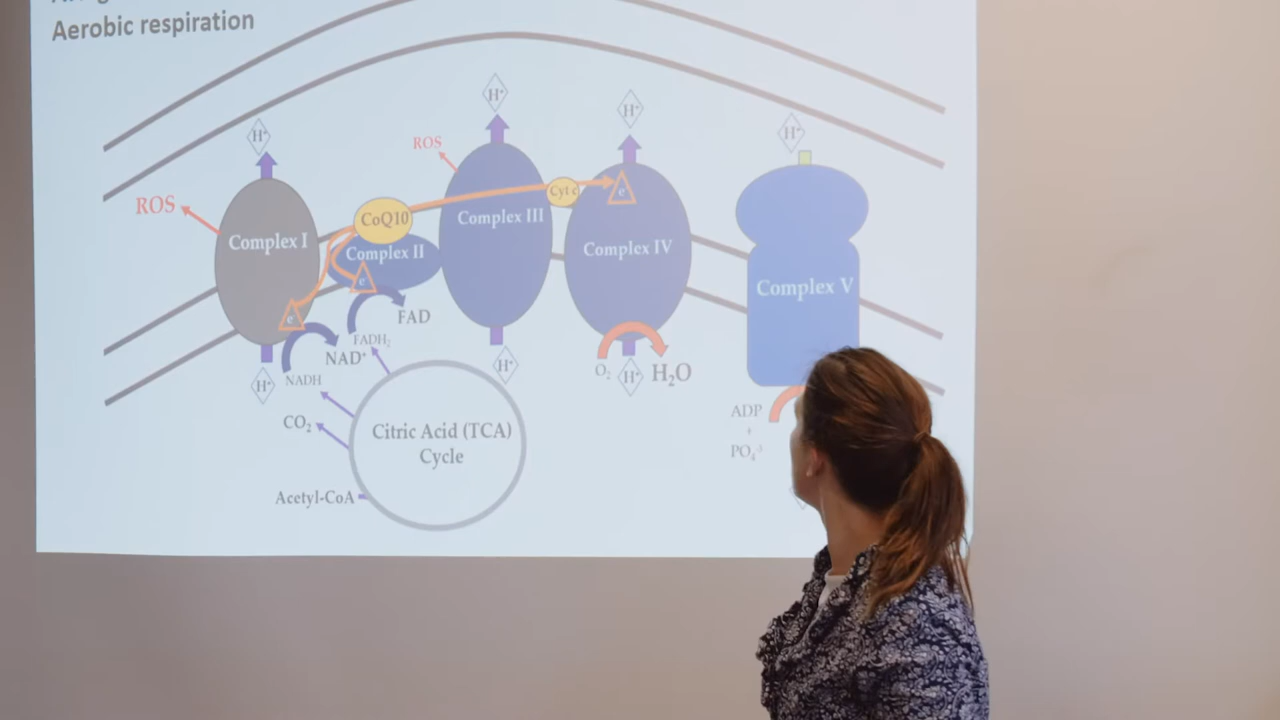 Aerobic respiration
H⁺
H⁺
H⁺
H⁺
ROS
ROS
Complex I
CoQ10
Complex II
Complex III
Cyt c
e⁻
Complex IV
Complex V
e⁻
e⁻
FAD
FADH₂
NAD⁺
NADH
H⁺
H⁺
O₂
H⁺
H₂O
CO₂
Citric Acid (TCA)
Cycle
Acetyl-CoA
ADP
+
PO₄³⁻